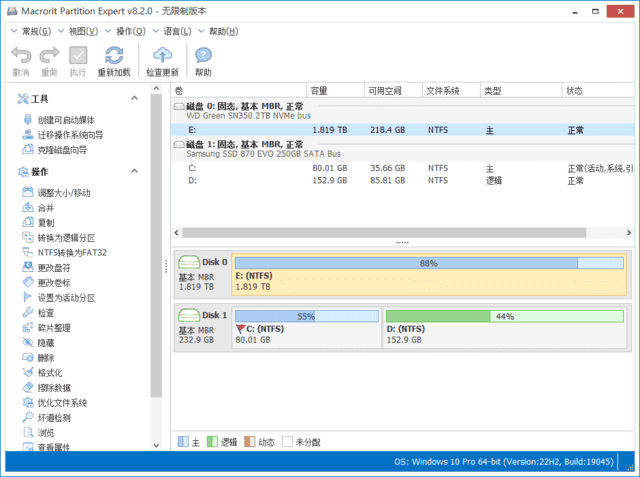 Macrorit Partition Expert v8.2.0 - 无限制版本
常规(G) 视图(V) 操作(O) 语言(L) 帮助(H)
撤消 重做 执行 重新加载 检查更新 帮助
工具
创建可启动媒体
迁移操作系统向导
克隆磁盘向导
操作
调整大小/移动
合并
复制
转换为逻辑分区
NTFS转换为FAT32
更改盘符
更改卷标
设置为活动分区
检查
碎片整理
隐藏
删除
格式化
擦除数据
优化文件系统
坏道检测
浏览
查看属性
卷 容量 可用空间 文件系统 类型 状态
磁盘 0: 固态, 基本 MBR, 正常
WD Green SN350 2TB NVMe bus
E: 1.819 TB 218.4 GB NTFS 主 正常
磁盘 1: 固态, 基本 MBR, 正常
Samsung SSD 870 EVO 250GB SATA Bus
C: 80.01 GB 35.66 GB NTFS 主 正常(活动,系统,引
D: 152.9 GB 85.81 GB NTFS 逻辑 正常
Disk 0
基本 MBR
1.819 TB
88%
E: (NTFS)
1.819 TB
Disk 1
基本 MBR
232.9 GB
55%
C: (NTFS)
80.01 GB
44%
D: (NTFS)
152.9 GB
主 逻辑 动态 未分配
OS: Windows 10 Pro 64-bit (Version:22H2, Build:19045)